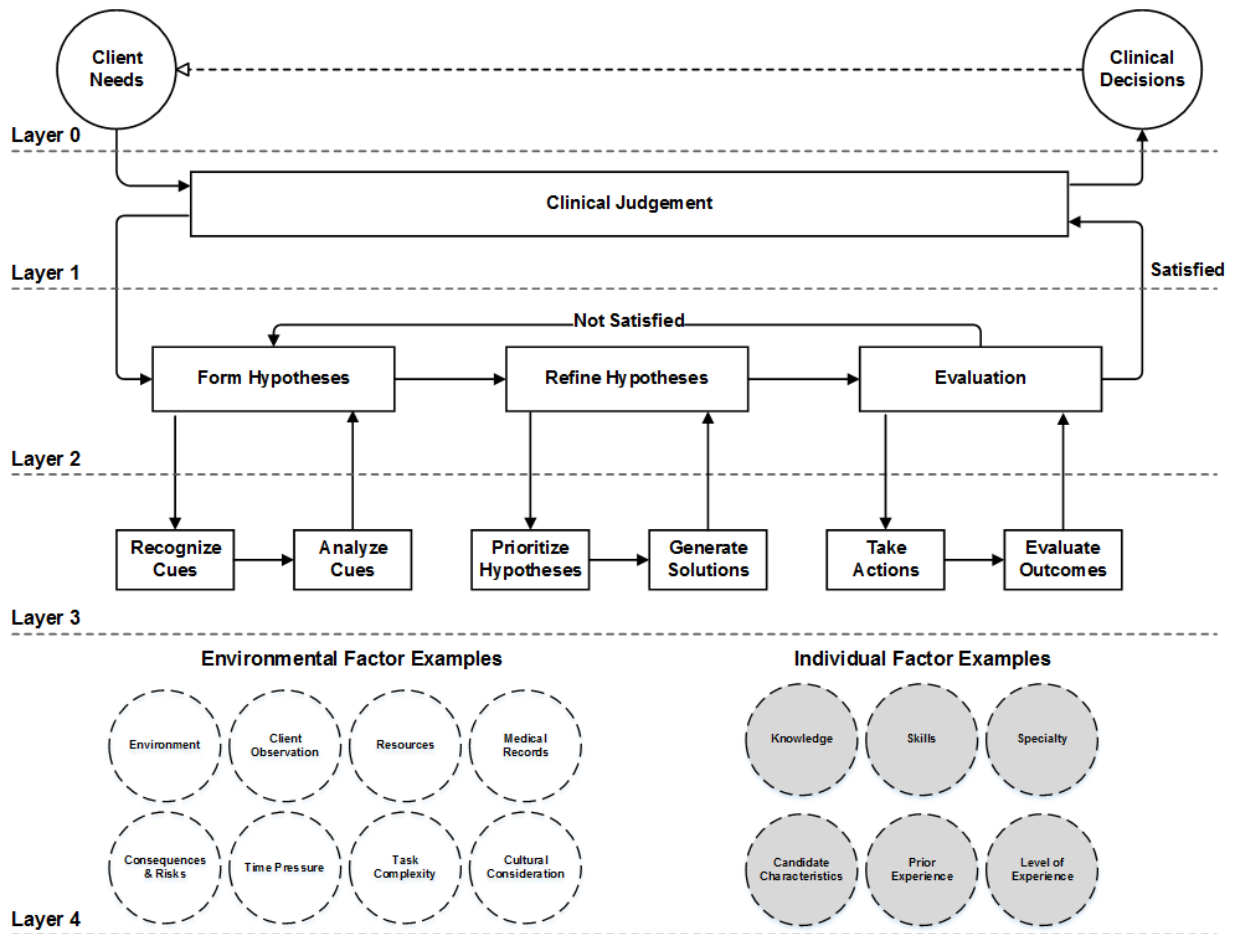 Client
Needs
Clinical
Decisions
Layer 0
Clinical Judgement
Layer 1
Satisfied
Not Satisfied
Form Hypotheses
Refine Hypotheses
Evaluation
Layer 2
Recognize
Cues
Analyze
Cues
Prioritize
Hypotheses
Generate
Solutions
Take
Actions
Evaluate
Outcomes
Layer 3
Environmental Factor Examples
Individual Factor Examples
Environment
Client
Observation
Resources
Medical
Records
Knowledge
Skills
Specialty
Consequences
& Risks
Time Pressure
Task
Complexity
Cultural
Consideration
Candidate
Characteristics
Prior
Experience
Level of
Experience
Layer 4